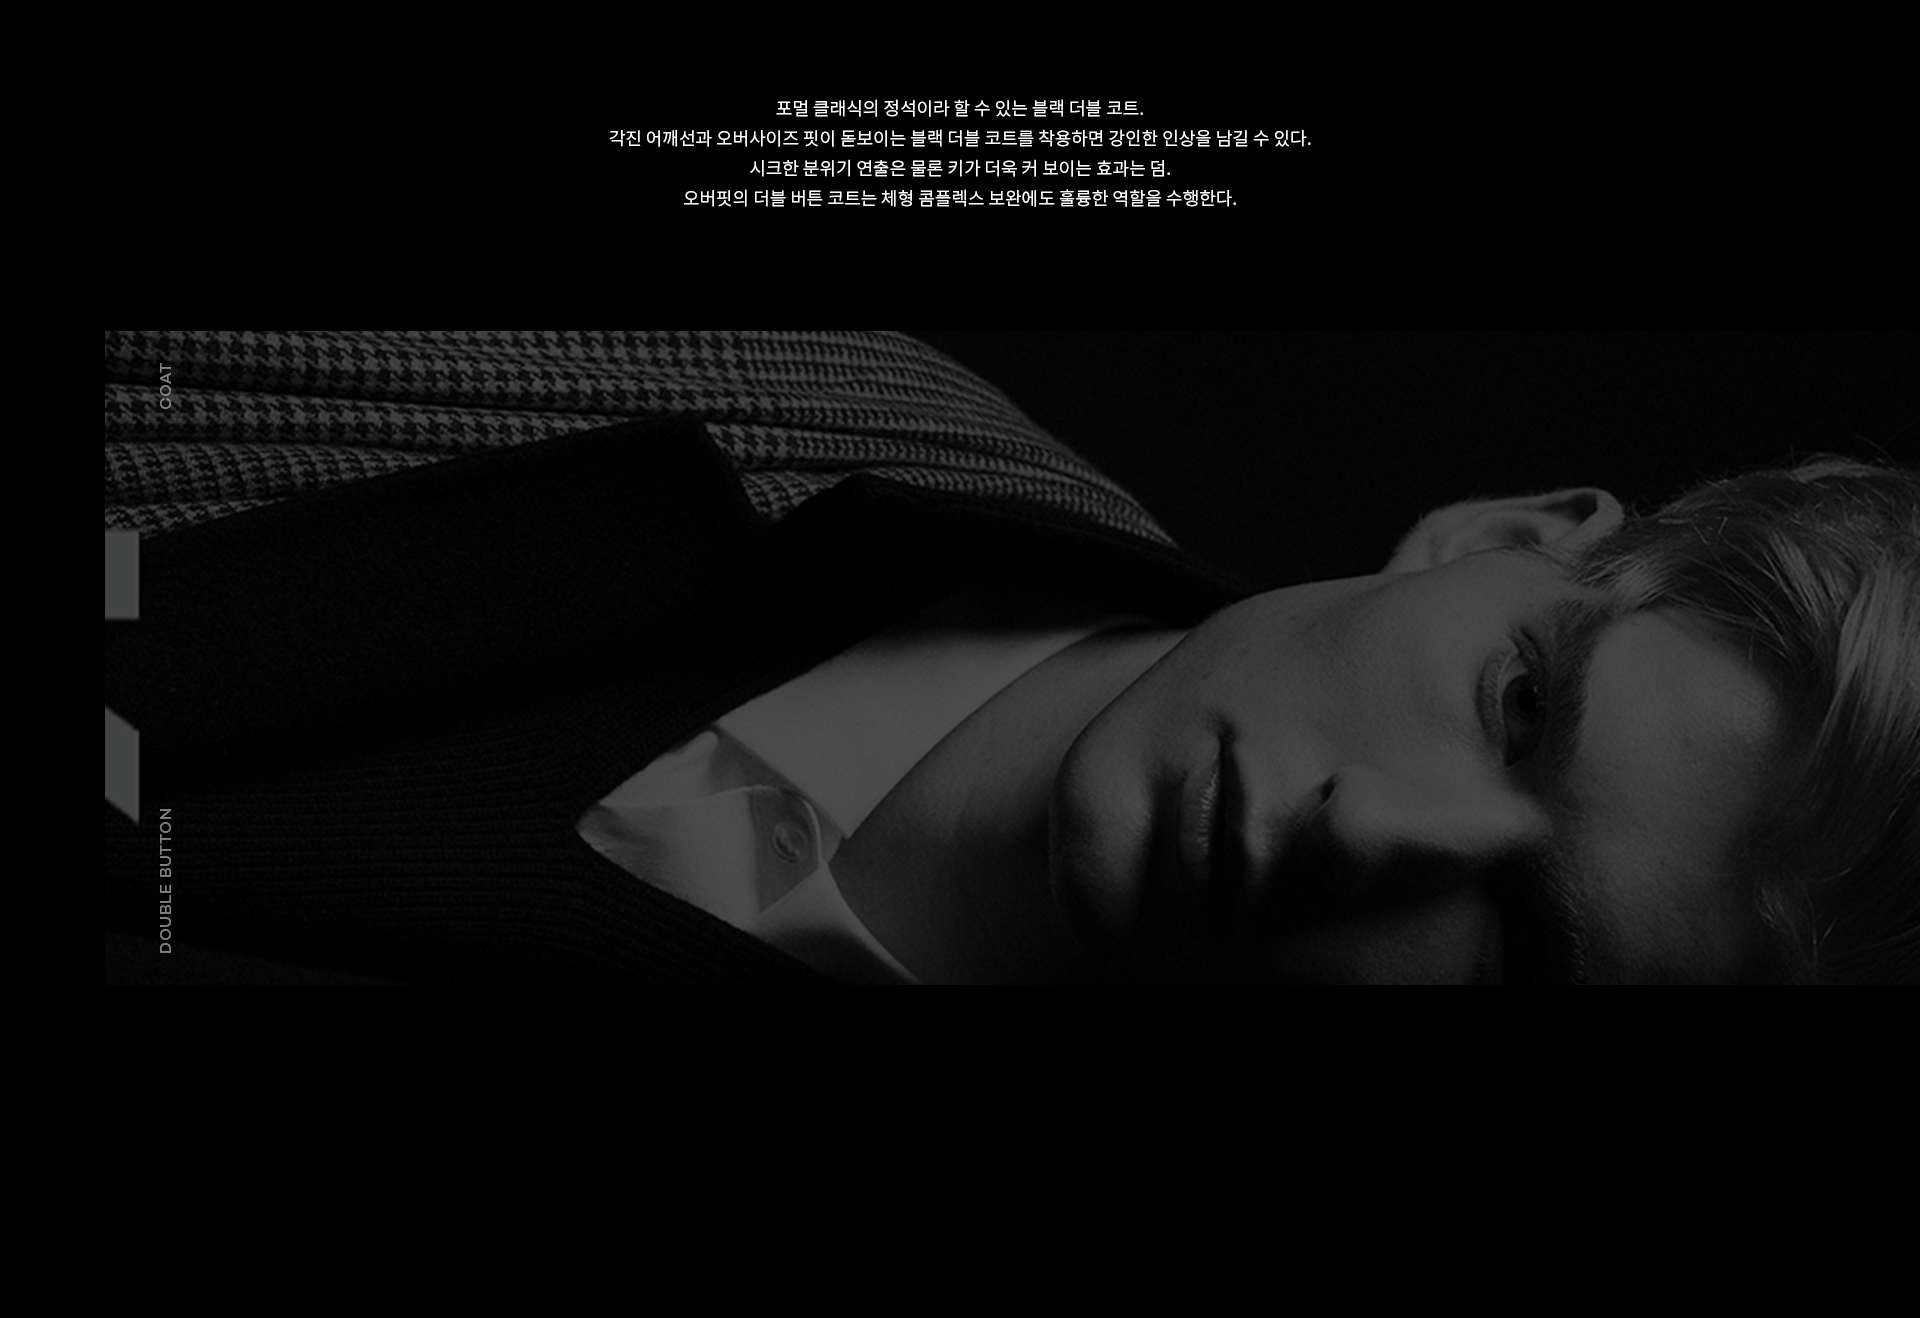 포멀 클래식의 정석이라 할 수 있는 블랙 더블 코트.
각진 어깨선과 오버사이즈 핏이 돋보이는 블랙 더블 코트를 착용하면 강인한 인상을 남길 수 있다.
시크한 분위기 연출은 물론 키가 더욱 커 보이는 효과는 덤.
오버핏의 더블 버튼 코트는 체형 콤플렉스 보완에도 훌륭한 역할을 수행한다.
COAT
DOUBLE BUTTON